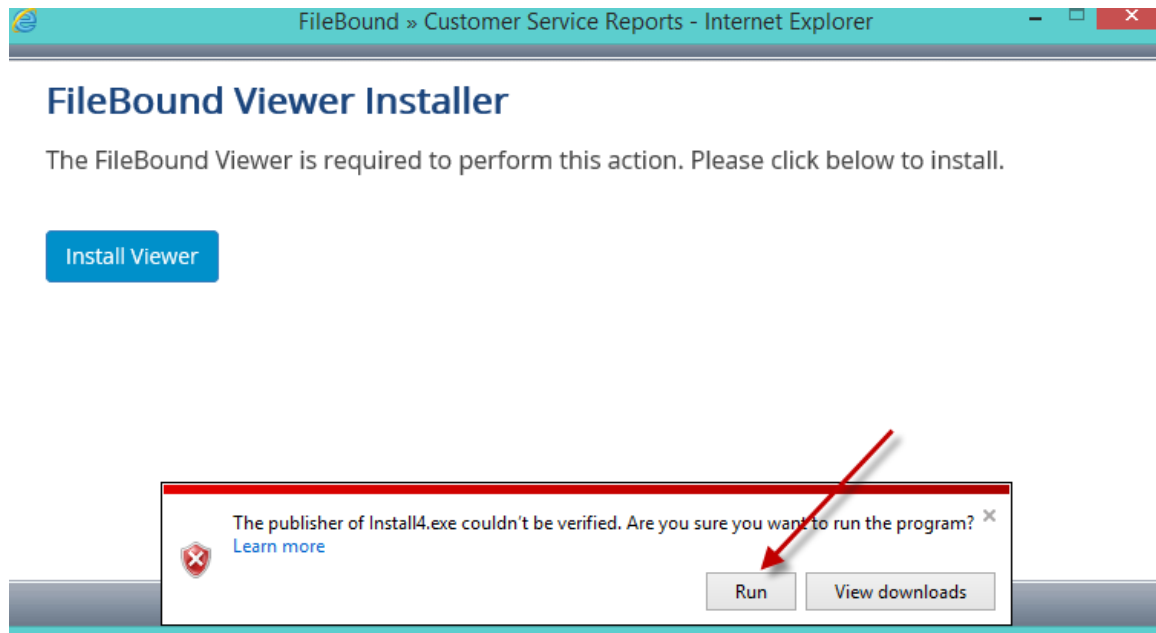 FileBound » Customer Service Reports - Internet Explorer
FileBound Viewer Installer
The FileBound Viewer is required to perform this action. Please click below to install.
Install Viewer
The publisher of Install4.exe couldn't be verified. Are you sure you want to run the program?
Learn more
Run View downloads